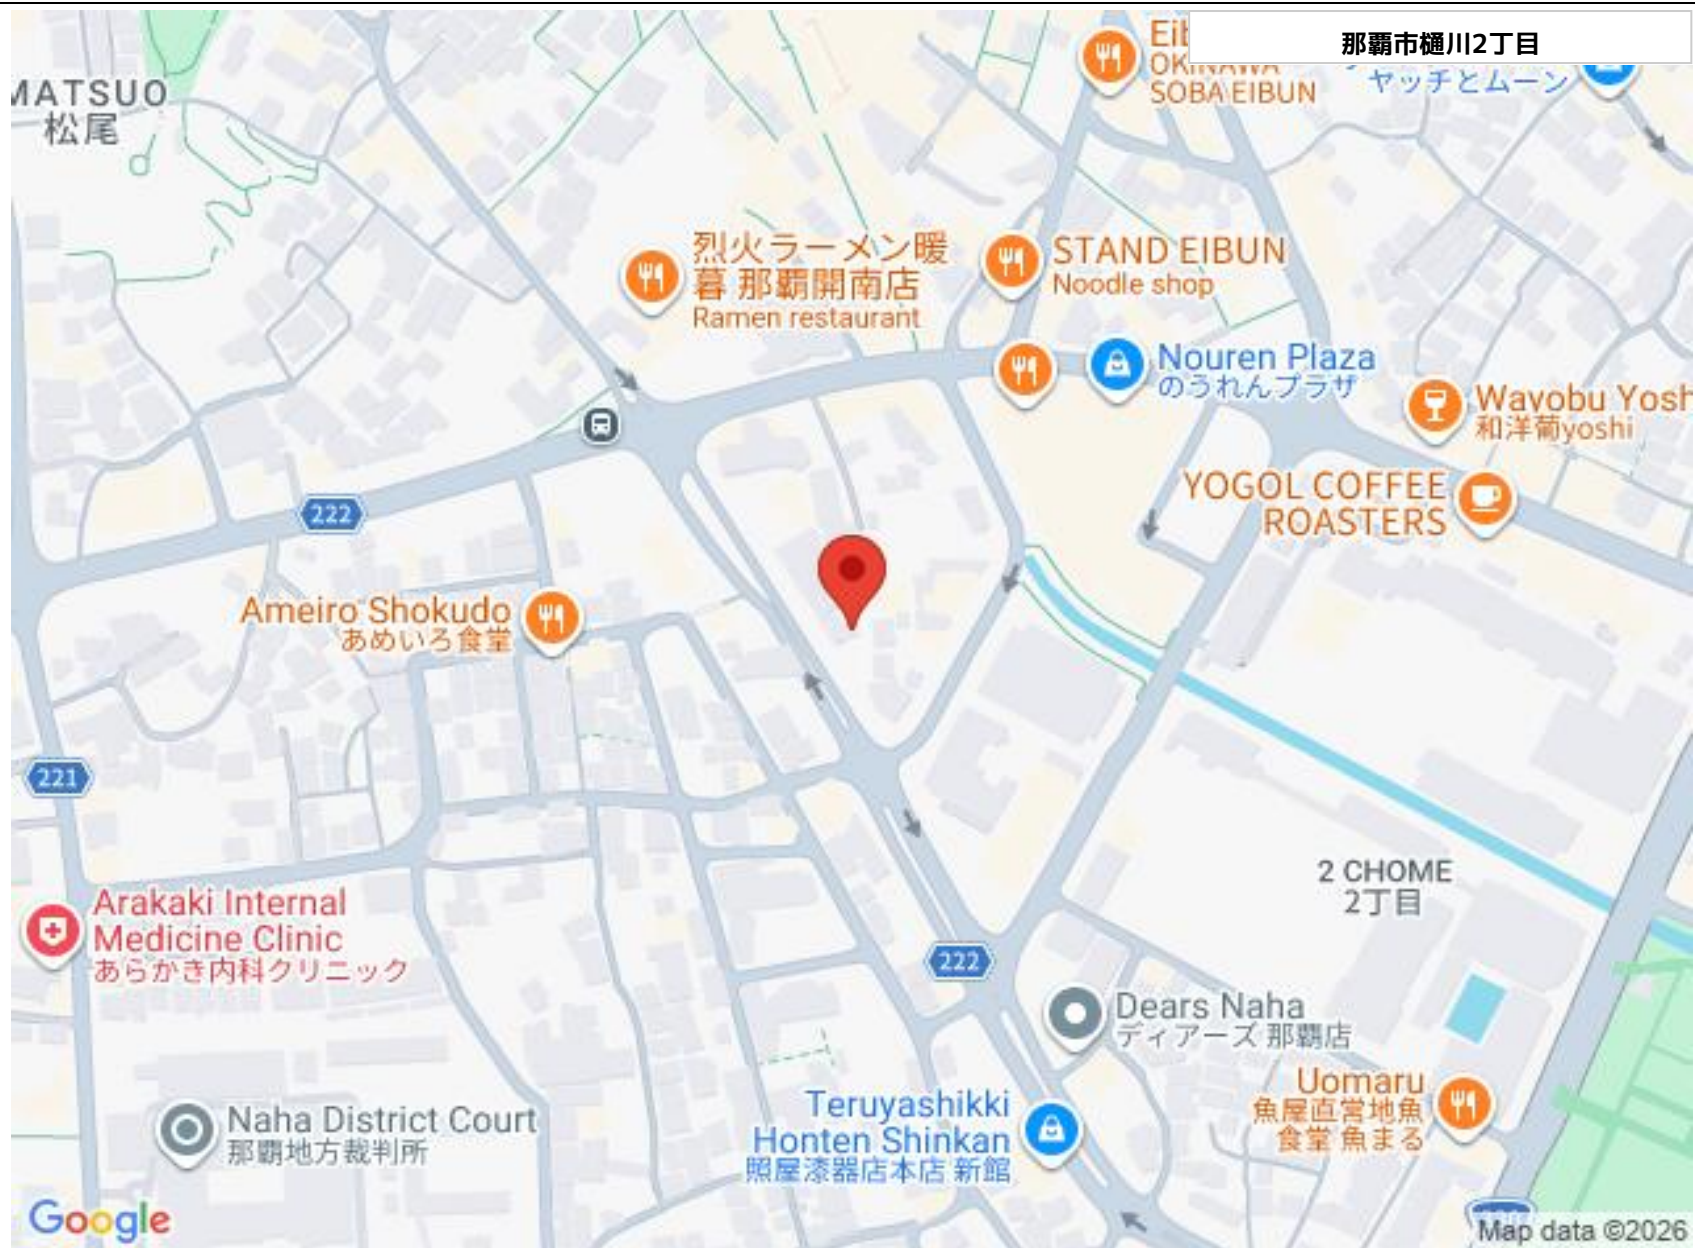 那覇市樋川2丁目
OKINAWA
SOBA EIBUN
ヤッチとムーン
MATSUO
松尾
烈火ラーメン暖
暮 那覇開南店
Ramen restaurant
STAND EIBUN
Noodle shop
Nouren Plaza
のうれんプラザ
Wayobu Yosh
和洋葡yoshi
YOGOL COFFEE
ROASTERS
222
Ameiro Shokudo
あめいろ食堂
221
2 CHOME
2丁目
Arakaki Internal
Medicine Clinic
あらかき内科クリニック
222
Dears Naha
ディアーズ 那覇店
Uomaru
魚屋直営地魚
食堂 魚まる
Teruyashikki
Honten Shinkan
照屋漆器店本店 新館
Naha District Court
那覇地方裁判所
Google
Map data ©2026